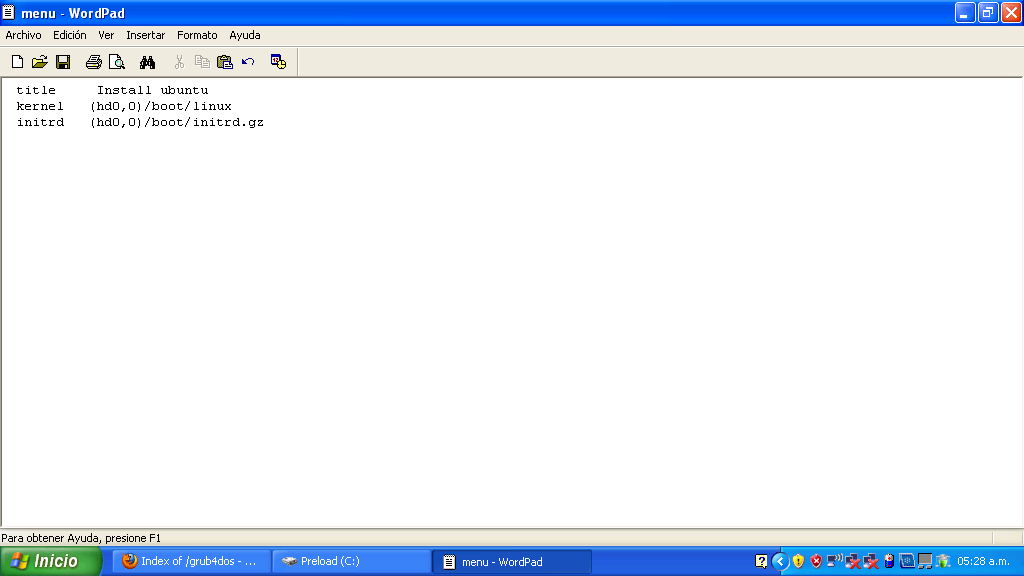 menu - WordPad
Archivo Edición Ver Insertar Formato Ayuda
title Install ubuntu
kernel (hd0,0)/boot/linux
initrd (hd0,0)/boot/initrd.gz
Para obtener Ayuda, presione F1
Inicio Index of /grub4dos - ... Preload (C:) menu - WordPad 05:28 a.m.